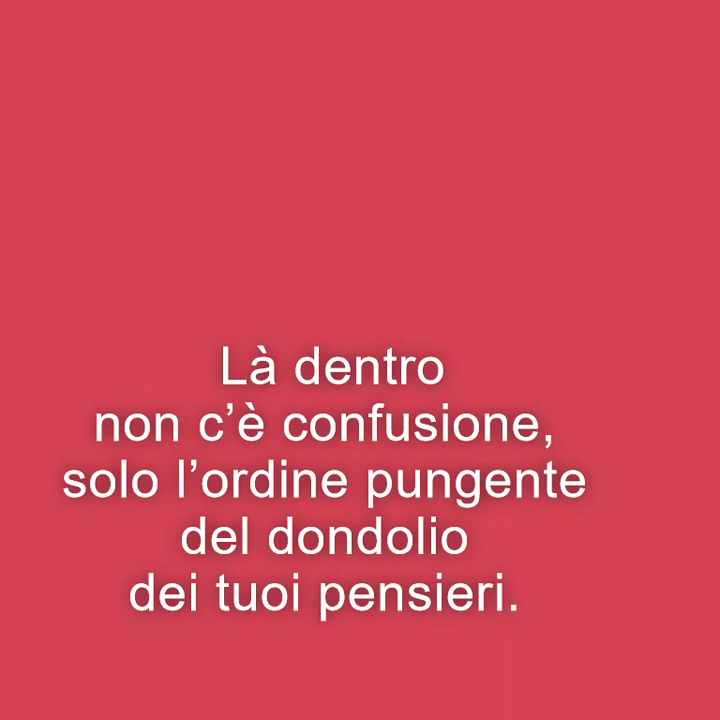 Là dentro
non c’è confusione,
solo l’ordine pungente
del dondolio
dei tuoi pensieri.